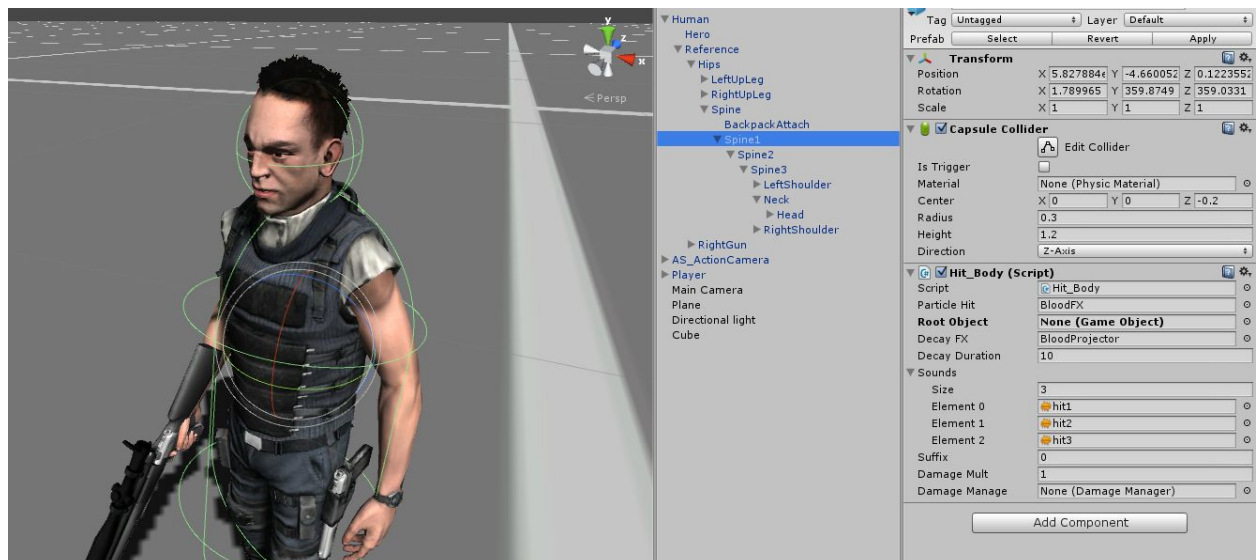 y
z
x
Persp
Human
Hero
Reference
Hips
LeftUpLeg
RightUpLeg
Spine
BackpackAttach
Spine1
Spine2
Spine3
LeftShoulder
Neck
Head
RightShoulder
RightGun
AS_ActionCamera
Player
Main Camera
Plane
Directional light
Cube
Tag Untagged Layer Default
Prefab Select Revert Apply
Transform
Position X 5.827884e Y -4.660052 Z 0.1223552
Rotation X 1.789965 Y 359.8749 Z 359.0331
Scale X 1 Y 1 Z 1
Capsule Collider
Edit Collider
Is Trigger
Material None (Physic Material)
Center X 0 Y 0 Z -0.2
Radius 0.3
Height 1.2
Direction Z-Axis
Hit_Body (Script)
Script Hit_Body
Particle Hit BloodFX
Root Object None (Game Object)
Decay FX BloodProjector
Decay Duration 10
Sounds
Size 3
Element 0 hit1
Element 1 hit2
Element 2 hit3
Suffix 0
Damage Mult 1
Damage Manage None (Damage Manager)
Add Component